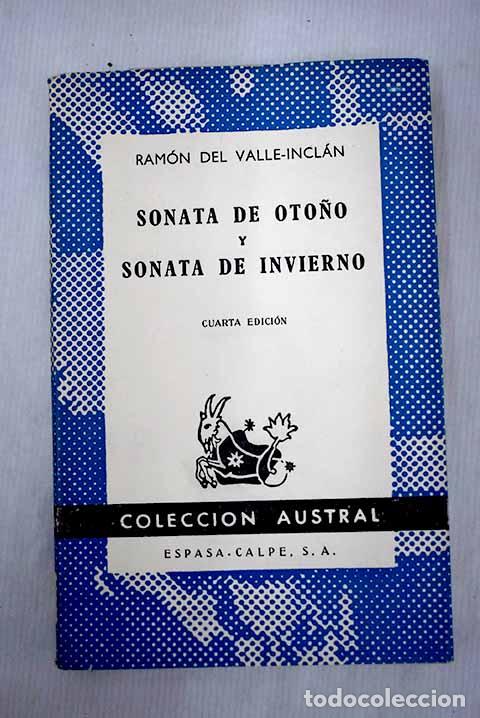 RAMÓN DEL VALLE-INCLÁN
SONATA DE OTOÑO
Y
SONATA DE INVIERNO
CUARTA EDICIÓN
COLECCION AUSTRAL
ESPASA-CALPE, S. A.
todocoleccion